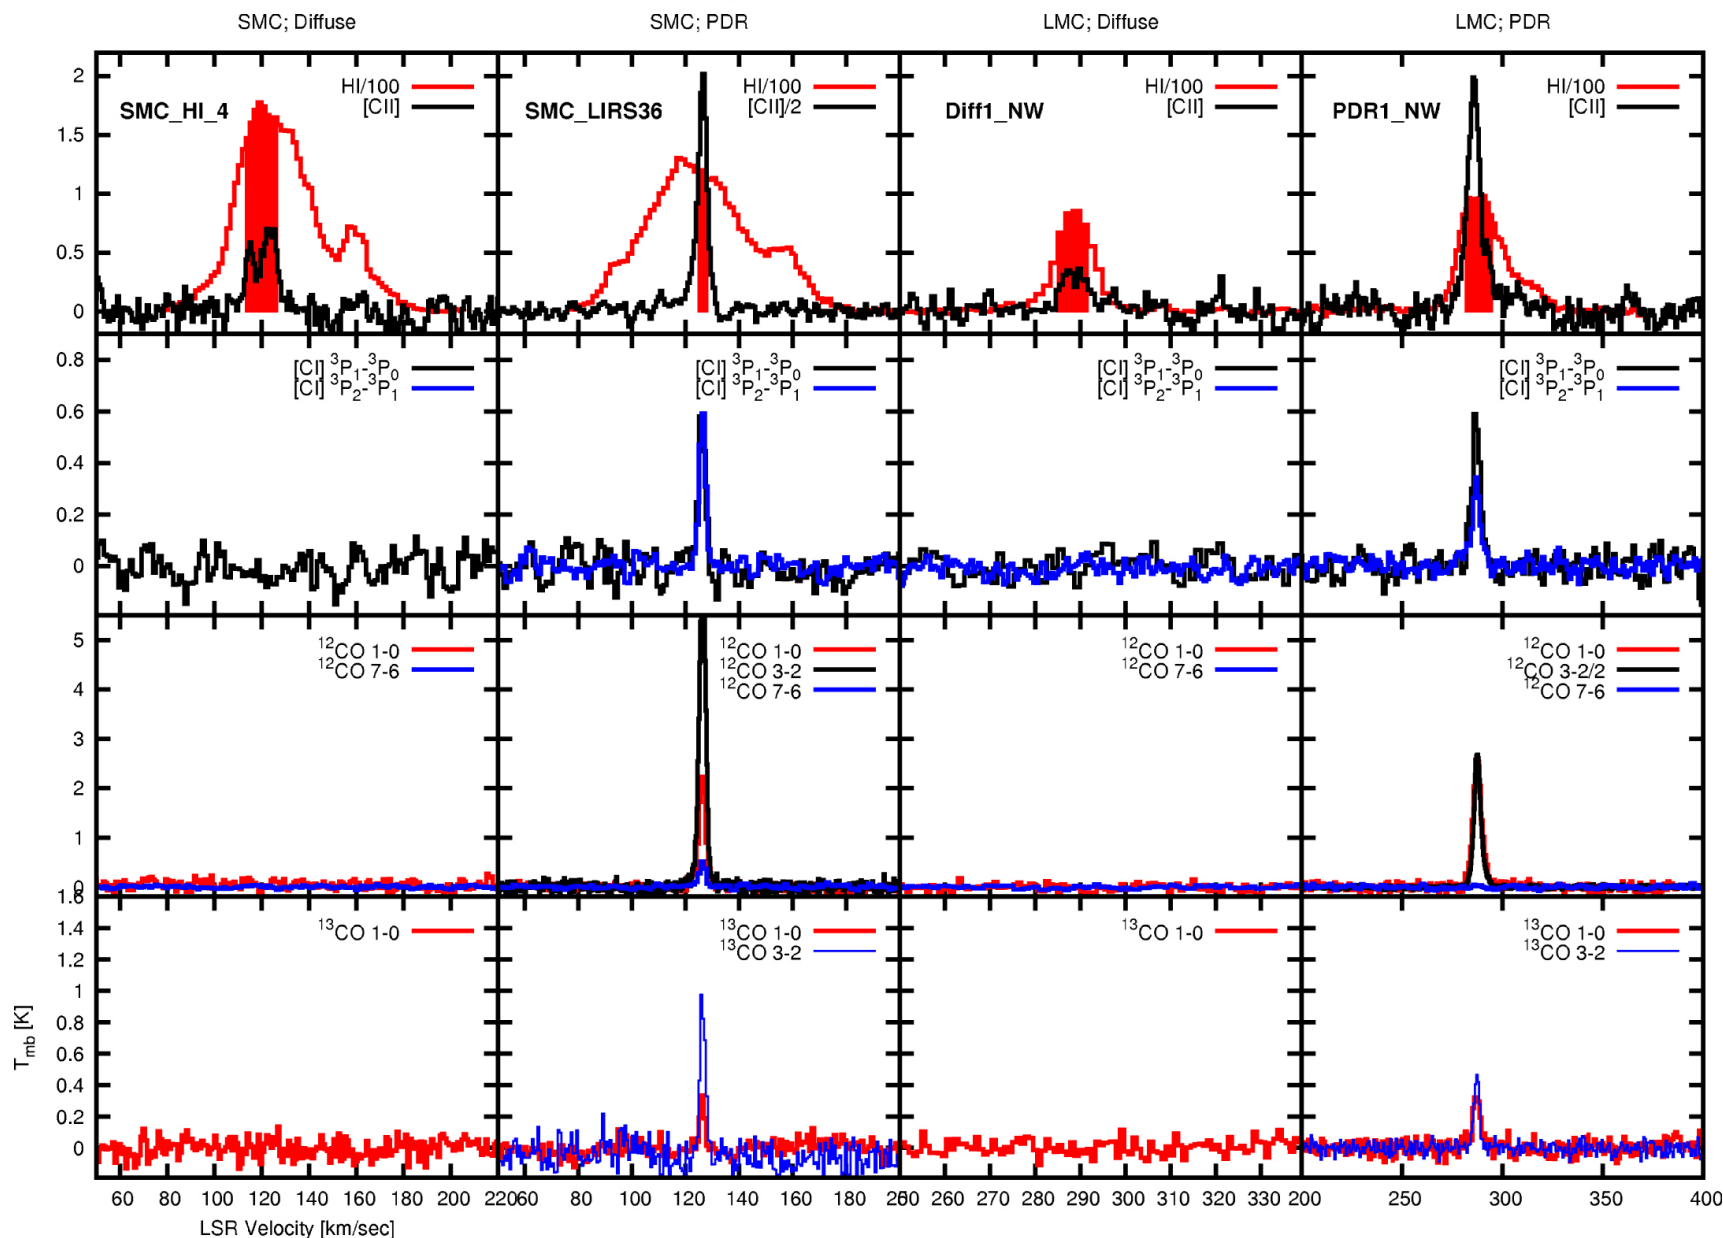 SMC; Diffuse SMC; PDR LMC; Diffuse LMC; PDR
2 1.5 1 0.5 0
SMC_HI_4 HI/100 [CII]
SMC_LIRS36 HI/100 [CII]/2
Diff1_NW HI/100 [CII]
PDR1_NW HI/100 [CII]
0.8 0.6 0.4 0.2 0
[CI] ³P₁-³P₀
[CI] ³P₂-³P₁
[CI] ³P₁-³P₀
[CI] ³P₂-³P₁
[CI] ³P₁-³P₀
[CI] ³P₂-³P₁
[CI] ³P₁-³P₀
[CI] ³P₂-³P₁
5 4 3 2 1 0
¹²CO 1-0
¹²CO 7-6
¹²CO 1-0
¹²CO 3-2
¹²CO 7-6
¹²CO 1-0
¹²CO 7-6
¹²CO 1-0
¹²CO 3-2/2
¹²CO 7-6
1.6 1.4 1.2 1 0.8 0.6 0.4 0.2 0
¹³CO 1-0
¹³CO 1-0
¹³CO 3-2
¹³CO 1-0
¹³CO 1-0
¹³CO 3-2
T_mb [K]
60 80 100 120 140 160 180 200 220 60 80 100 120 140 160 180 260 270 280 290 300 310 320 330 200 250 300 350 400
LSR Velocity [km/sec]